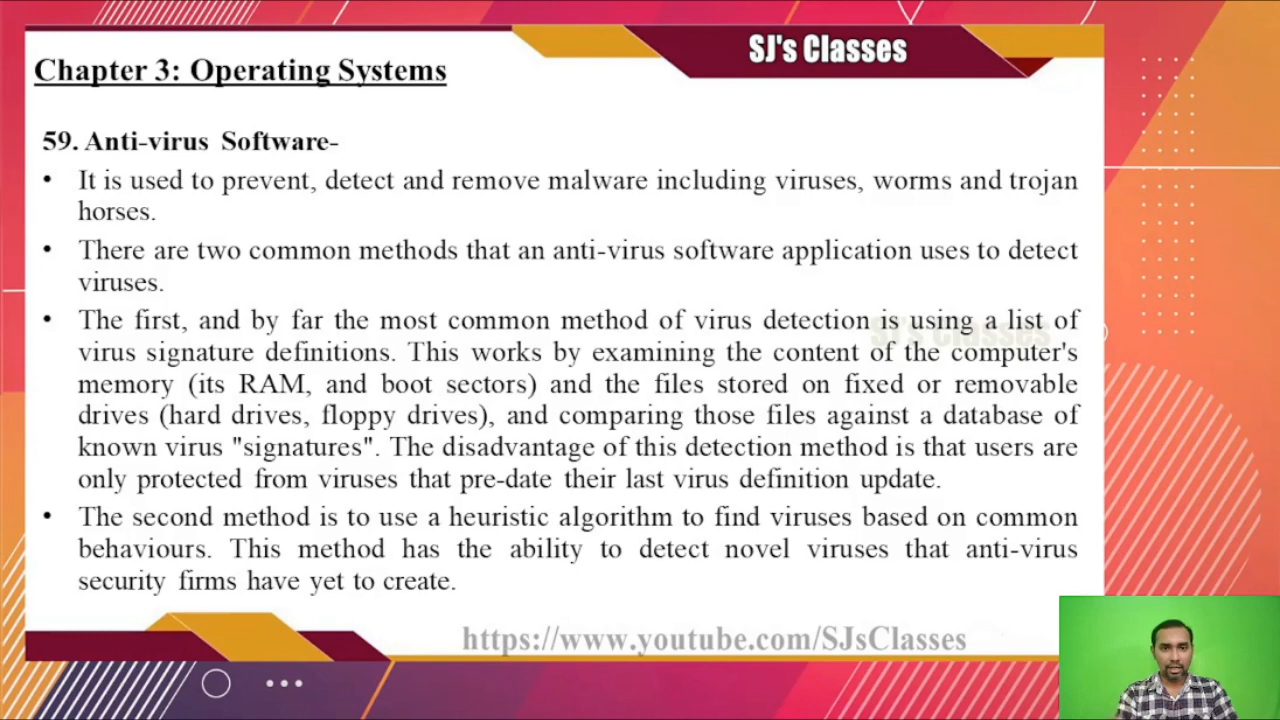 SJ's Classes
Chapter 3: Operating Systems
59. Anti-virus Software-
• It is used to prevent, detect and remove malware including viruses, worms and trojan
horses.
• There are two common methods that an anti-virus software application uses to detect
viruses.
• The first, and by far the most common method of virus detection is using a list of
virus signature definitions. This works by examining the content of the computer's
memory (its RAM, and boot sectors) and the files stored on fixed or removable
drives (hard drives, floppy drives), and comparing those files against a database of
known virus "signatures". The disadvantage of this detection method is that users are
only protected from viruses that pre-date their last virus definition update.
• The second method is to use a heuristic algorithm to find viruses based on common
behaviours. This method has the ability to detect novel viruses that anti-virus
security firms have yet to create.
SJ's Classes
https://www.youtube.com/SJsClasses